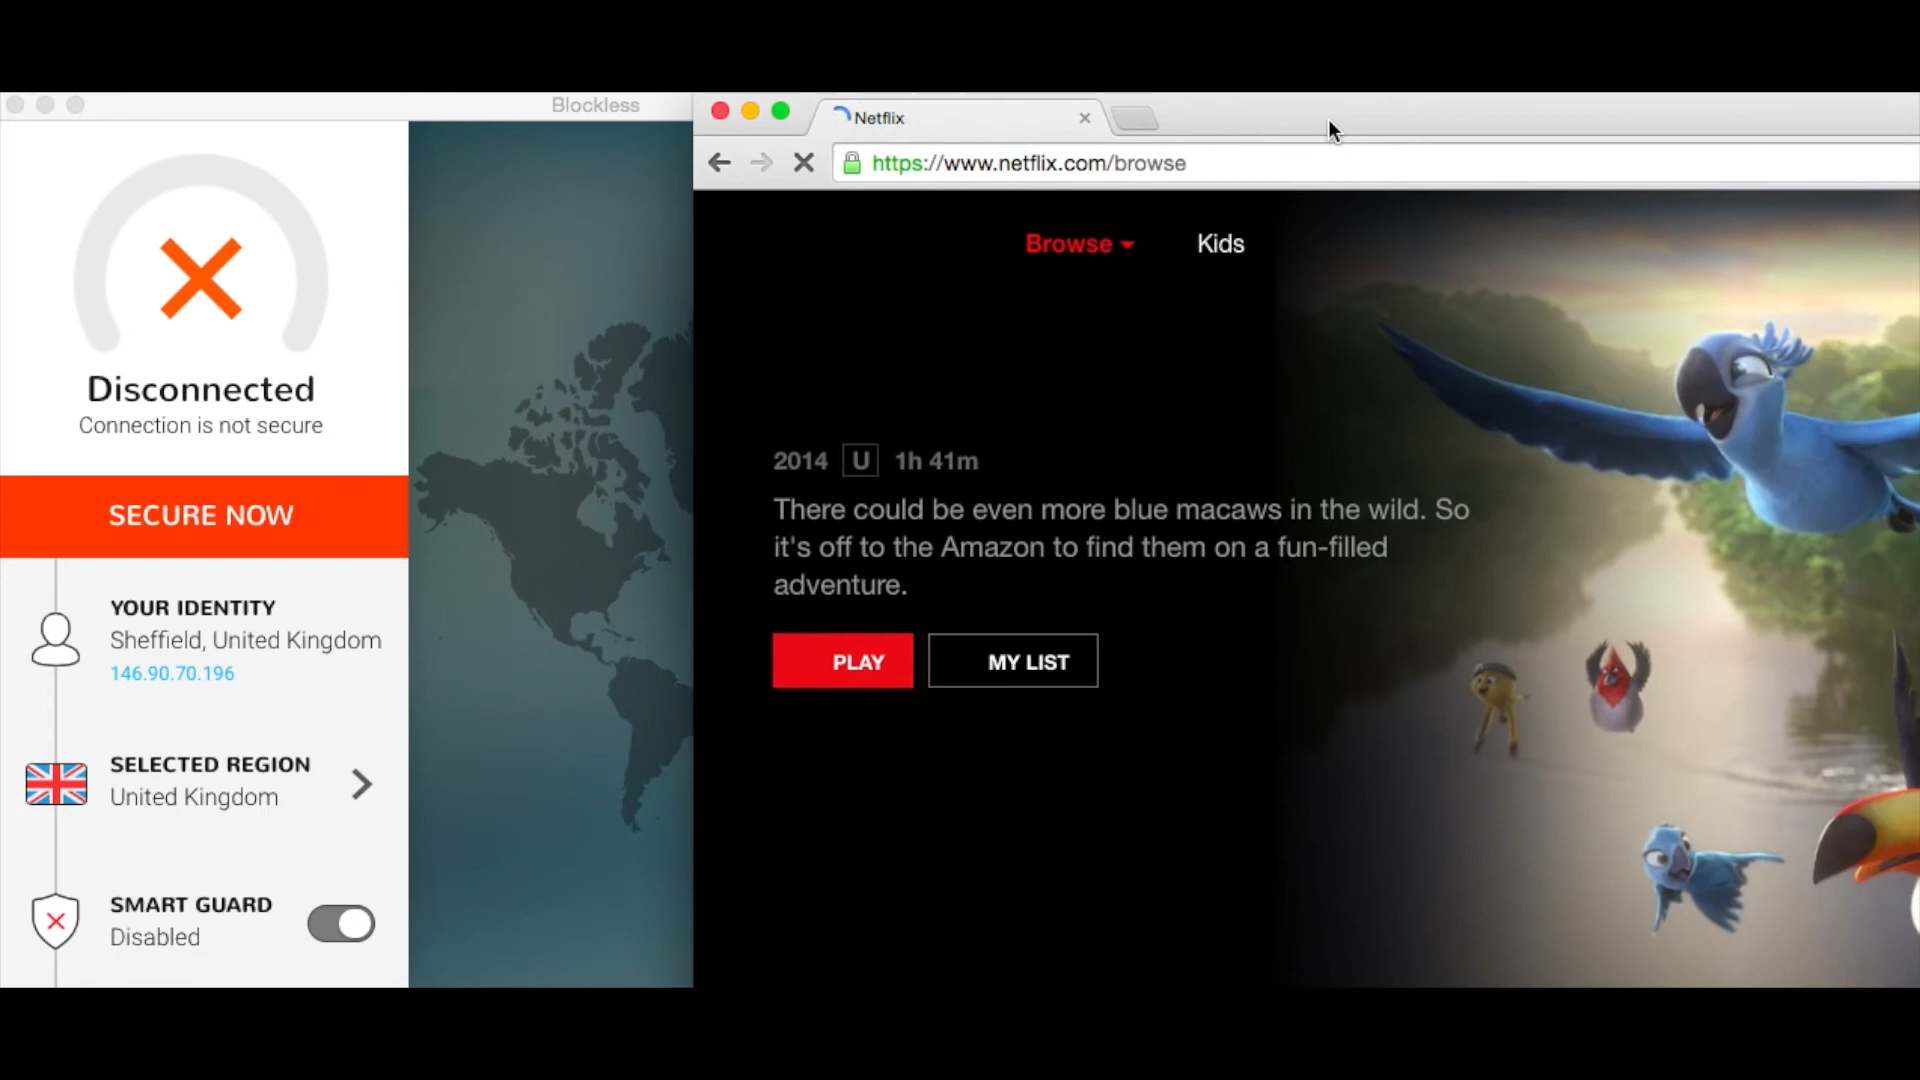 Blockless
Disconnected
Connection is not secure
SECURE NOW
YOUR IDENTITY
Sheffield, United Kingdom
146.90.70.196
SELECTED REGION
United Kingdom
SMART GUARD
Disabled
Netflix
https://www.netflix.com/browse
Browse
Kids
2014 U 1h 41m
There could be even more blue macaws in the wild. So
it's off to the Amazon to find them on a fun-filled
adventure.
PLAY
MY LIST